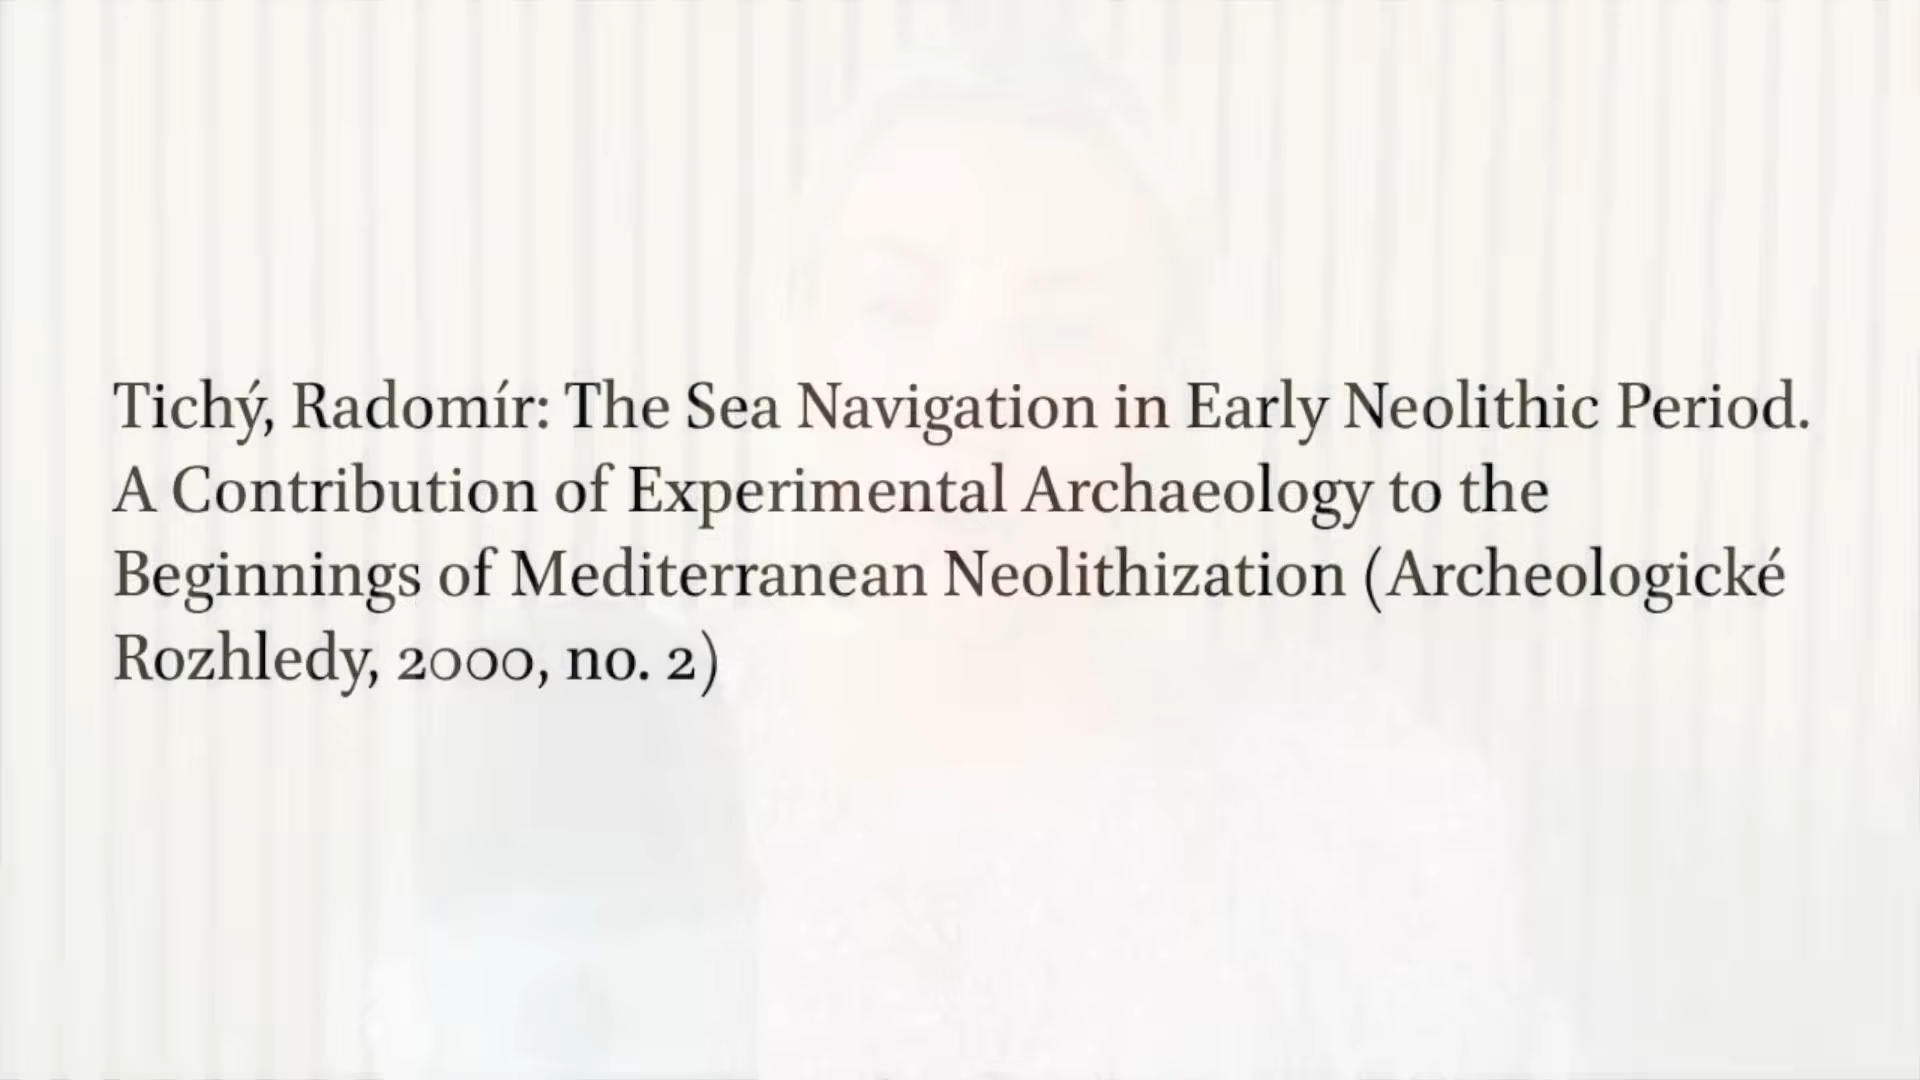 Tichý, Radomír: The Sea Navigation in Early Neolithic Period.
A Contribution of Experimental Archaeology to the
Beginnings of Mediterranean Neolithization (Archeologické
Rozhledy, 2000, no. 2)